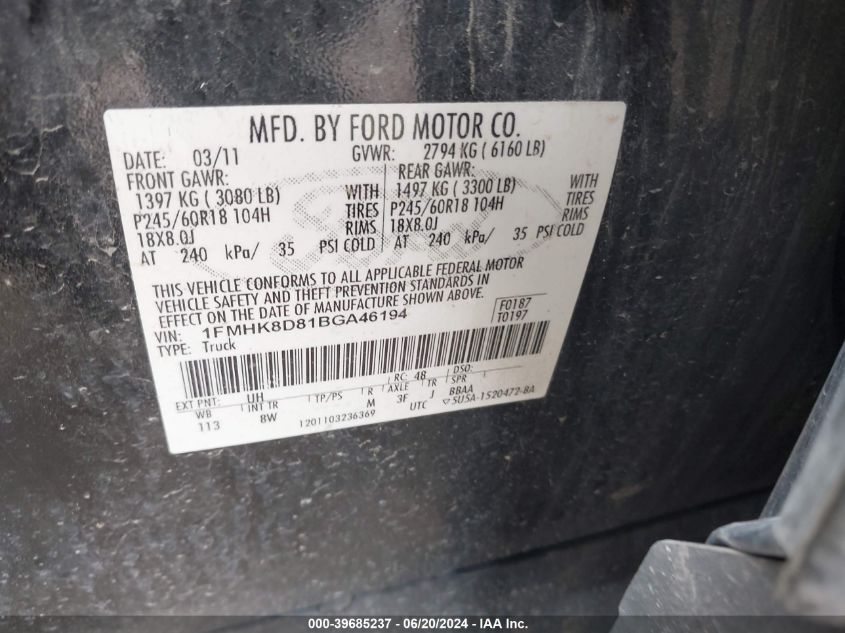 MFD. BY FORD MOTOR CO.
DATE: 03/11 GVWR: 2794 KG ( 6160 LB)
FRONT GAWR: REAR GAWR:
1397 KG ( 3080 LB) WITH 1497 KG ( 3300 LB) WITH
P245/60R18 104H TIRES P245/60R18 104H TIRES
18X8.0J RIMS 18X8.0J RIMS
AT 240 kPa/ 35 PSI COLD AT 240 kPa/ 35 PSI COLD
THIS VEHICLE CONFORMS TO ALL APPLICABLE FEDERAL MOTOR
VEHICLE SAFETY AND THEFT PREVENTION STANDARDS IN
EFFECT ON THE DATE OF MANUFACTURE SHOWN ABOVE.
VIN: 1FMHK8D81BGA46194 F0187
TYPE: Truck T0197
EXT PNT: UH RC: 48 DSO:
WB INT TR TP/PS R AXLE TR SPR
113 8W M 3F J BBAA
1201103236369 UTC ▽5U5A-1520472-BA
000-39685237 - 06/20/2024 - IAA Inc.